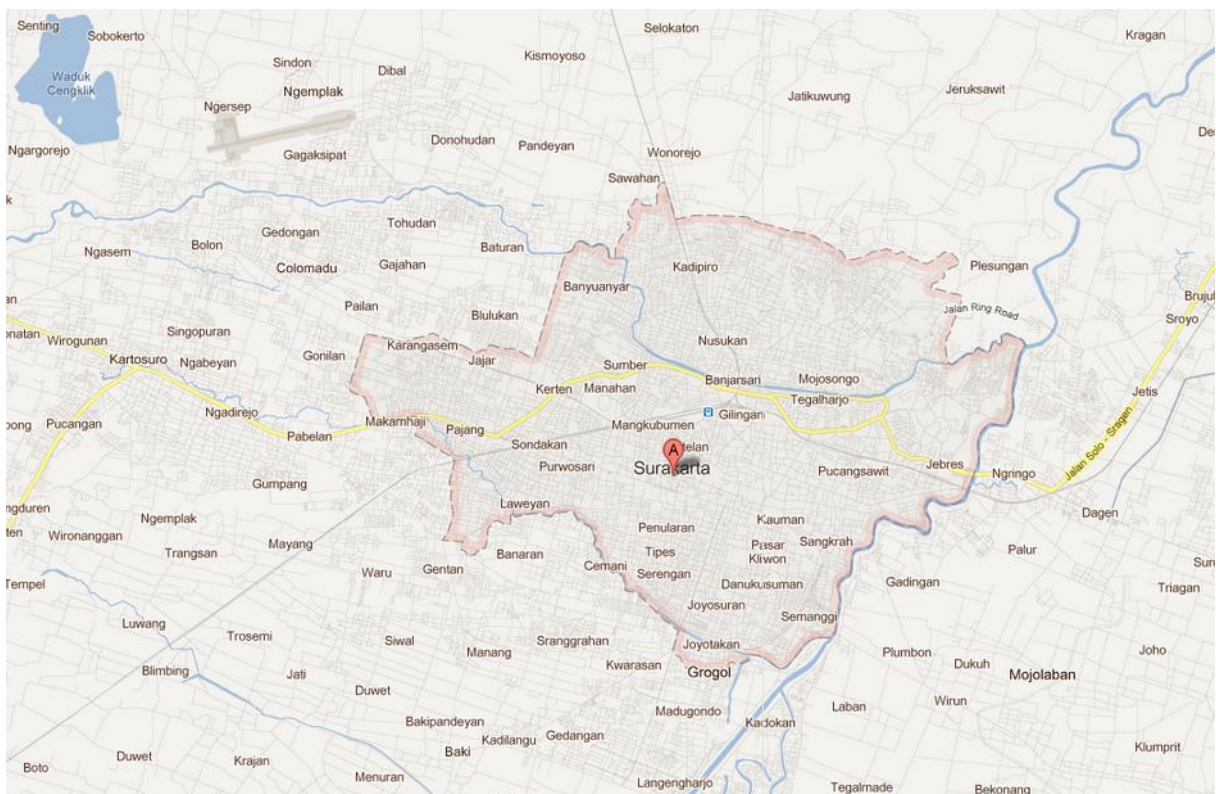 Senting
Sobokerto
Selokaton
Kragan
Waduk
Cengklik
Sindon
Dibal
Kismoyoso
Ngemplak
Jatikuwung
Jeruksawit
Ngersep
Ngargorejo
Gagaksipat
Donohudan
Pandeyan
Wonorejo
Sawahan
Tohudan
Gedongan
Bolon
Ngasem
Baturan
Colomadu
Gajahan
Kadipiro
Plesungan
Banyuanyar
Pailan
Blulukan
Jalan Ring Road
Sroyo
Singopuran
Wirogunan
Karangasem
Nusukan
Kartosuro
Ngabeyan
Gonilan
Jajar
Sumber
Kerten
Manahan
Banjarsari
Mojosongo
Jetis
Tegalharjo
Ngadirejo
Pucangan
Pabelan
Makamhaji
Pajang
Mangkubumen
Gilingan
Sondakan
A
telan
Jalan Solo - Sragen
Purwosari
Surakarta
Pucangsawit
Jebres
Ngringo
Gumpang
Laweyan
Dagen
Ngemplak
Wironanggan
Trangsan
Mayang
Penularan
Kauman
Banaran
Tipes
Pasar
Kliwon
Sangkrah
Palur
Waru
Gentan
Cemani
Serengan
Danukusuman
Gadingan
Triagan
Tempel
Joyosuran
Semanggi
Luwang
Trosemi
Siwal
Sranggrahan
Joyotakan
Manang
Kwarasan
Grogol
Plumbon
Dukuh
Joho
Blimbing
Jati
Duwet
Mojolaban
Wirun
Madugondo
Laban
Bakipandeyan
Kadokan
Kadilangu
Gedangan
Baki
Duwet
Krajan
Klumprit
Boto
Menuran
Langengharjo
Tegalmade
Bekonang